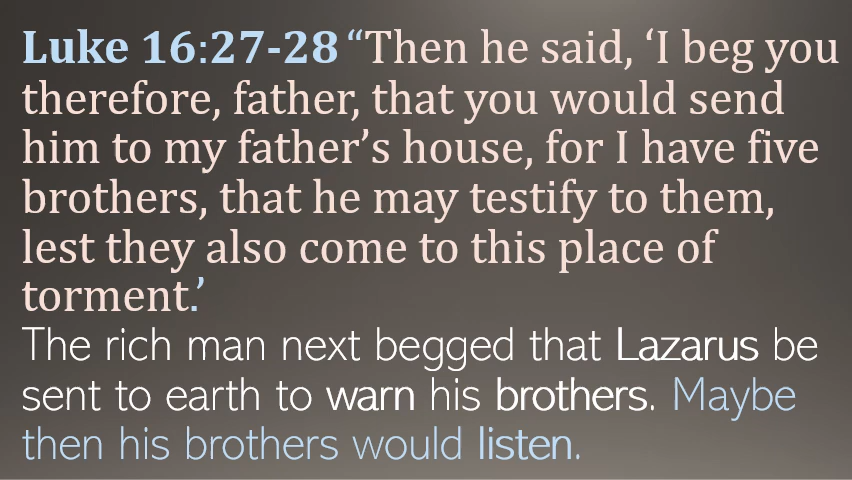 Luke 16:27-28 “Then he said, ‘I beg you
therefore, father, that you would send
him to my father’s house, for I have five
brothers, that he may testify to them,
lest they also come to this place of
torment.’
The rich man next begged that Lazarus be
sent to earth to warn his brothers. Maybe
then his brothers would listen.